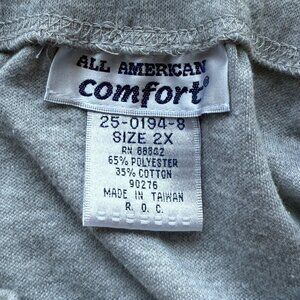 ALL AMERICAN
comfort®
25-0194-8
SIZE 2X
RN 88882
65% POLYESTER
35% COTTON
90276
MADE IN TAIWAN
R. O. C.